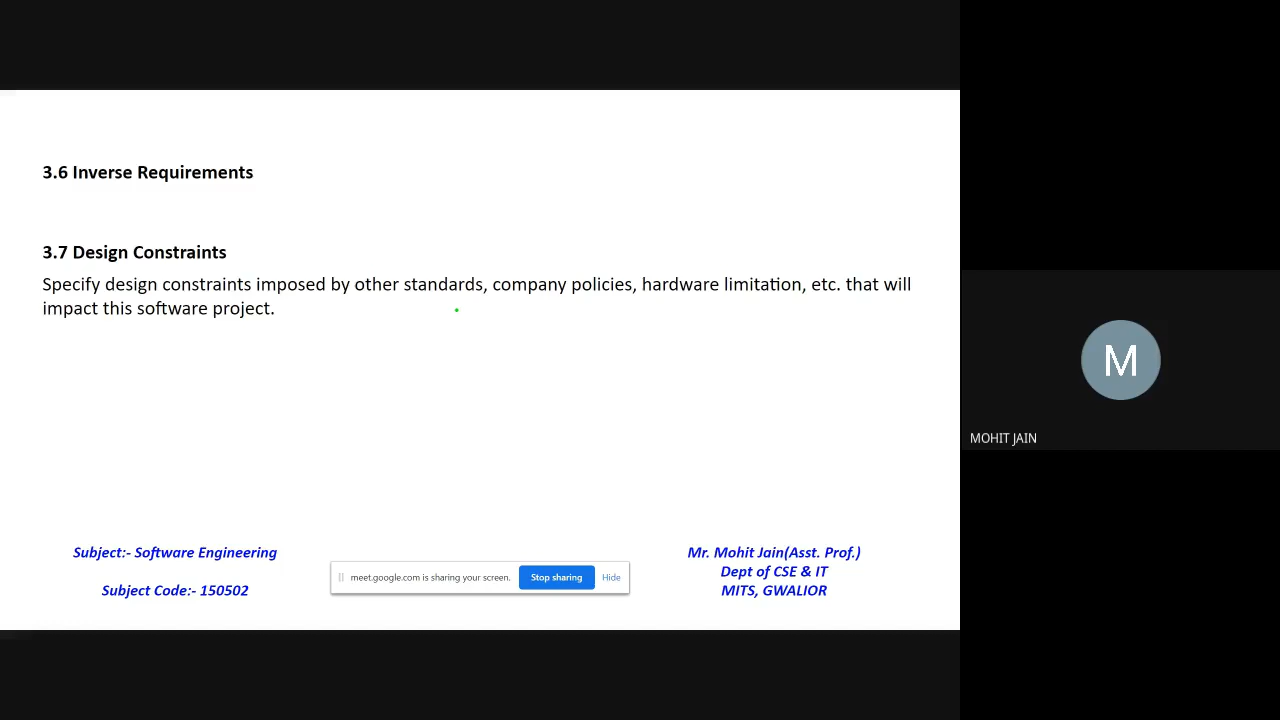 3.6 Inverse Requirements
3.7 Design Constraints
Specify design constraints imposed by other standards, company policies, hardware limitation, etc. that will
impact this software project.
Subject:- Software Engineering
Subject Code:- 150502
meet.google.com is sharing your screen. Stop sharing Hide
Mr. Mohit Jain(Asst. Prof.)
Dept of CSE & IT
MITS, GWALIOR
M
MOHIT JAIN